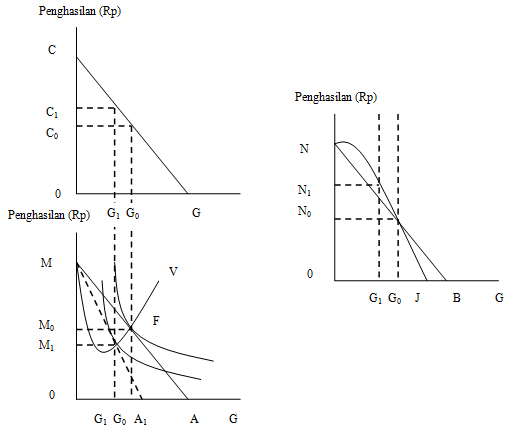 Penghasilan (Rp)
C
C1
C0
0
G1 G0 G
Penghasilan (Rp)
M
V
F
M0
M1
0
G1 G0 A1 A G
Penghasilan (Rp)
N
N1
N0
0
G1 G0 J B G